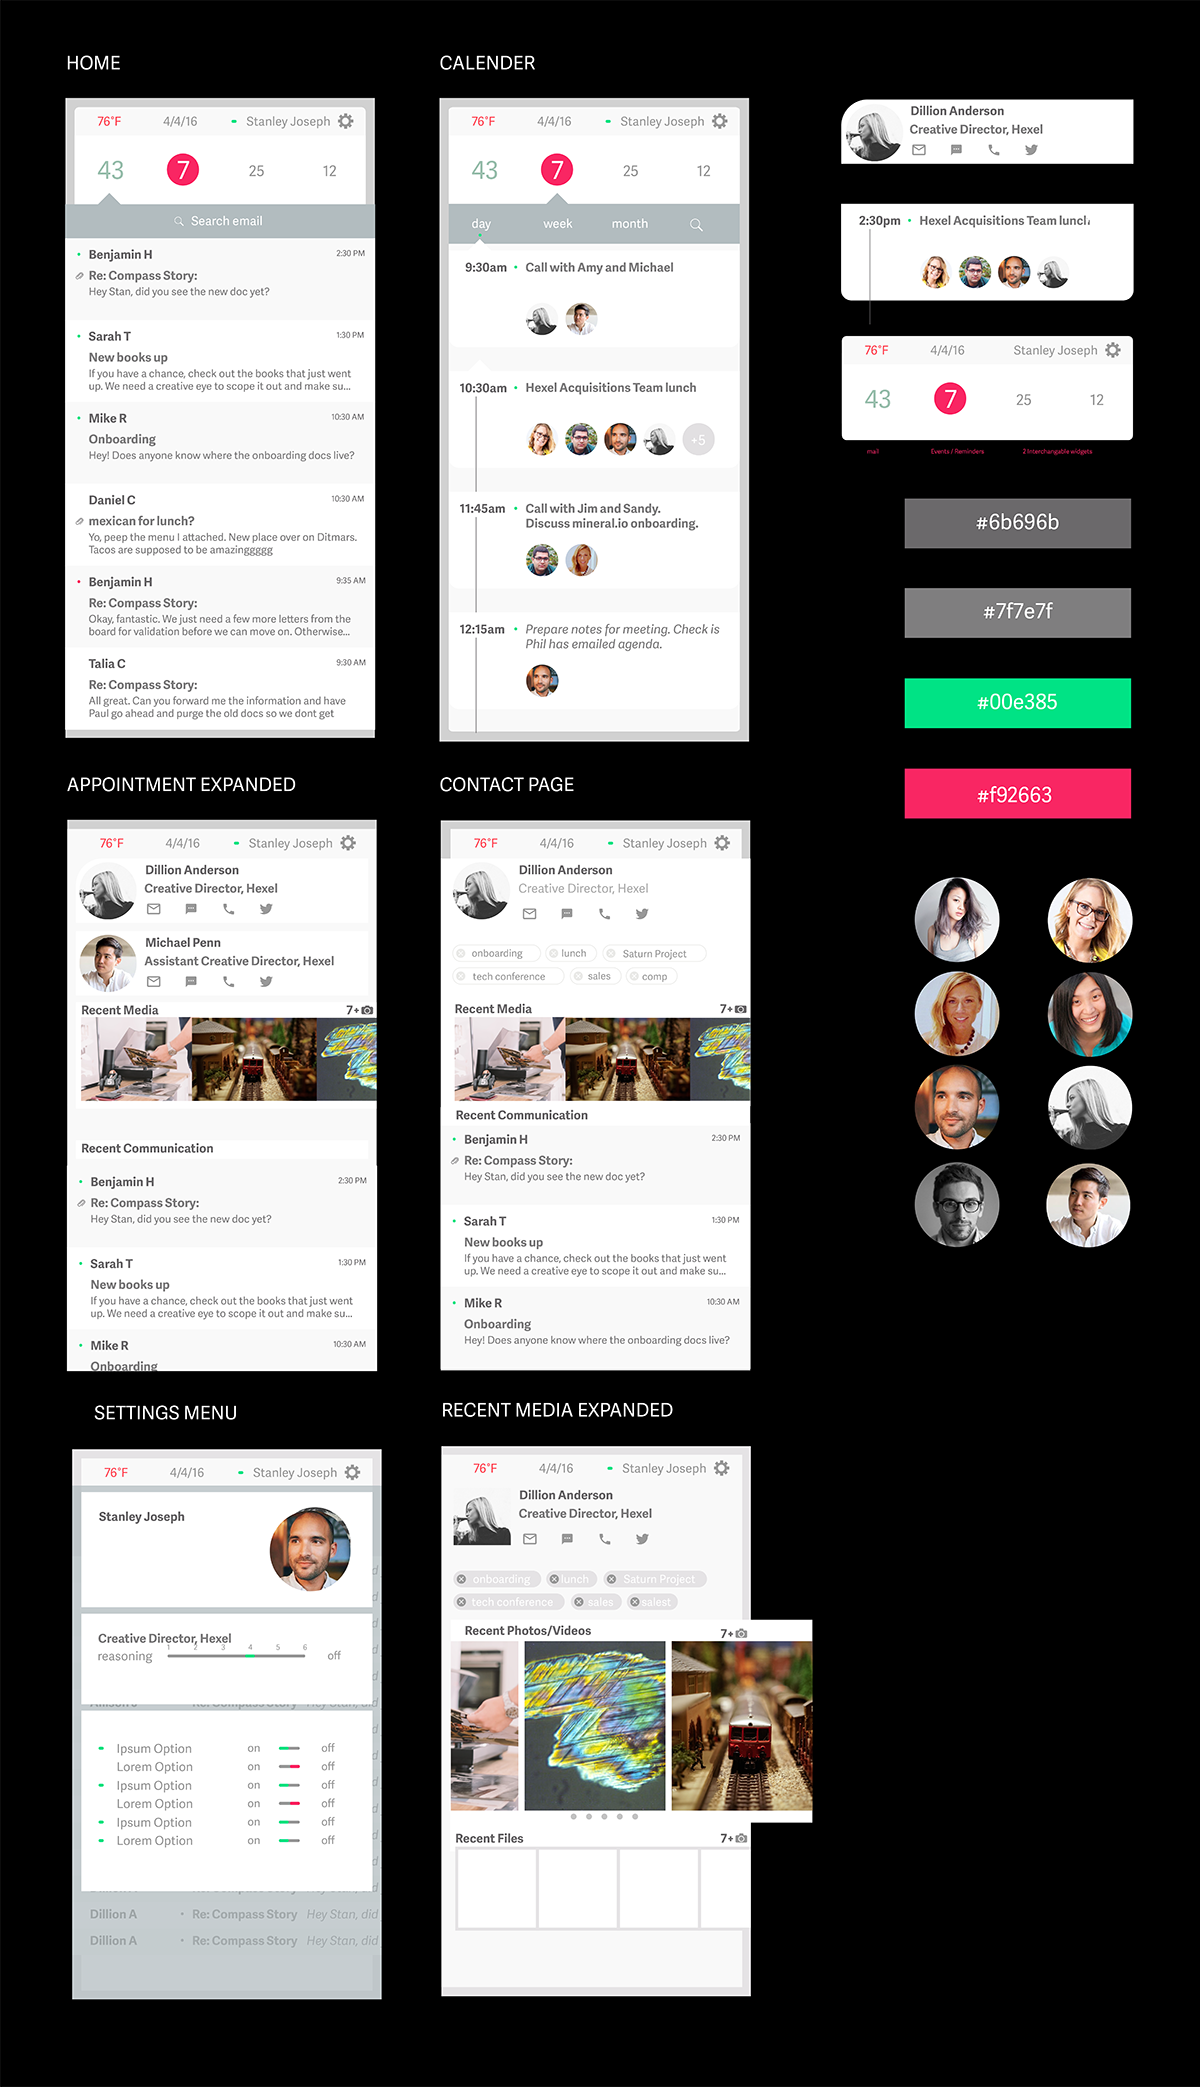 HOME
76°F 4/4/16 Stanley Joseph
43 7 25 12
Search email
Benjamin H 2:30 PM
Re: Compass Story:
Hey Stan, did you see the new doc yet?
Sarah T 1:30 PM
New books up
If you have a chance, check out the books that just went
up. We need a creative eye to scope it out and make su...
Mike R 10:30 AM
Onboarding
Hey! Does anyone know where the onboarding docs live?
Daniel C 10:30 AM
mexican for lunch?
Yo, peep the menu I attached. New place over on Ditmars.
Tacos are supposed to be amazinggggg
Benjamin H 9:35 AM
Re: Compass Story:
Okay, fantastic. We just need a few more letters from the
board for validation before we can move on. Otherwise...
Talia C 9:30 AM
Re: Compass Story:
All great. Can you forward me the information and have
Paul go ahead and purge the old docs so we dont get
CALENDER
76°F 4/4/16 Stanley Joseph
43 7 25 12
day week month
9:30am Call with Amy and Michael
10:30am Hexel Acquisitions Team lunch
+5
11:45am Call with Jim and Sandy.
Discuss mineral.io onboarding.
12:15am Prepare notes for meeting. Check is
Phil has emailed agenda.
Dillion Anderson
Creative Director, Hexel
2:30pm Hexel Acquisitions Team luncl
76°F 4/4/16 Stanley Joseph
43 7 25 12
mail Events / Reminders 2 Interchangable widgets
#6b696b
#7f7e7f
#00e385
#f92663
APPOINTMENT EXPANDED
76°F 4/4/16 Stanley Joseph
Dillion Anderson
Creative Director, Hexel
Michael Penn
Assistant Creative Director, Hexel
Recent Media 7+
Recent Communication
Benjamin H 2:30 PM
Re: Compass Story:
Hey Stan, did you see the new doc yet?
Sarah T 1:30 PM
New books up
If you have a chance, check out the books that just went
up. We need a creative eye to scope it out and make su...
Mike R 10:30 AM
Onboarding
CONTACT PAGE
76°F 4/4/16 Stanley Joseph
Dillion Anderson
Creative Director, Hexel
onboarding lunch Saturn Project
tech conference sales comp
Recent Media 7+
Recent Communication
Benjamin H 2:30 PM
Re: Compass Story:
Hey Stan, did you see the new doc yet?
Sarah T 1:30 PM
New books up
If you have a chance, check out the books that just went
up. We need a creative eye to scope it out and make su...
Mike R 10:30 AM
Onboarding
Hey! Does anyone know where the onboarding docs live?
SETTINGS MENU
76°F 4/4/16 Stanley Joseph
Stanley Joseph
Creative Director, Hexel
1 2 3 4 5 6
reasoning off
Re: Compass Story Hey Stan, did
Ipsum Option on off
Lorem Option on off
Ipsum Option on off
Lorem Option on off
Ipsum Option on off
Lorem Option on off
Dillion A Re: Compass Story Hey Stan, did
Dillion A Re: Compass Story Hey Stan, did
RECENT MEDIA EXPANDED
76°F 4/4/16 Stanley Joseph
Dillion Anderson
Creative Director, Hexel
onboarding lunch Saturn Project
tech conference sales salest
Recent Photos/Videos 7+
Recent Files 7+